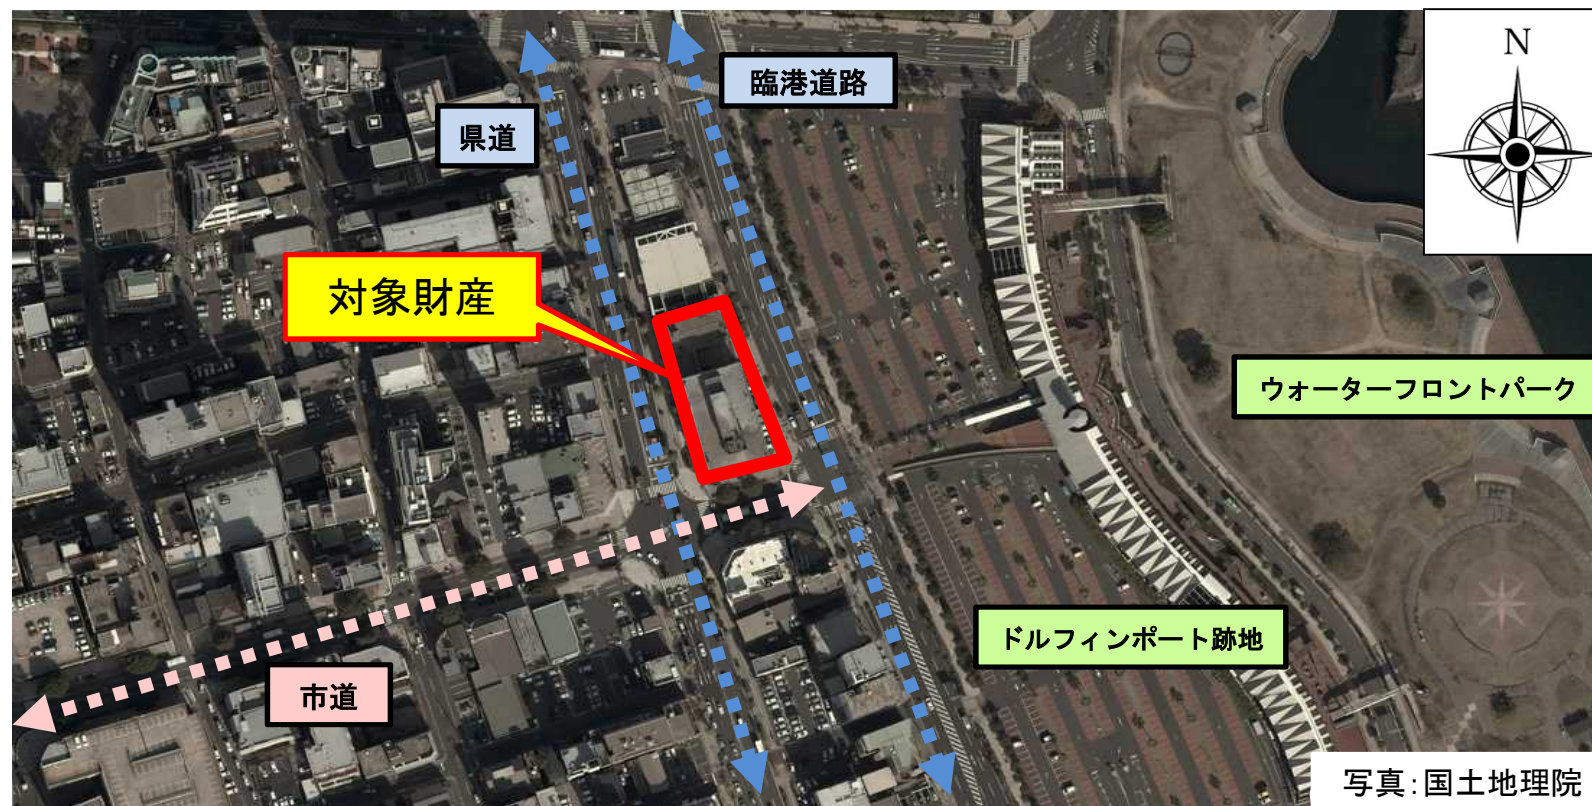 N
臨港道路
県道
対象財産
ウォーターフロントパーク
ドルフィンポート跡地
市道
写真:国土地理院